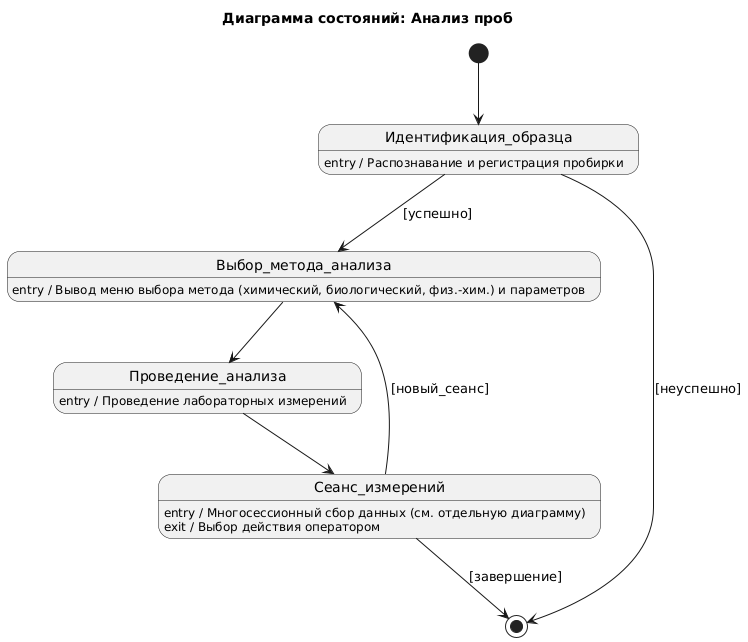 Диаграмма состояний: Анализ проб
Идентификация_образца
entry / Распознавание и регистрация пробирки
[успешно]
Выбор_метода_анализа
entry / Вывод меню выбора метода (химический, биологический, физ.-хим.) и параметров
Проведение_анализа
entry / Проведение лабораторных измерений
[новый_сеанс]
[неуспешно]
Сеанс_измерений
entry / Многосессионный сбор данных (см. отдельную диаграмму)
exit / Выбор действия оператором
[завершение]